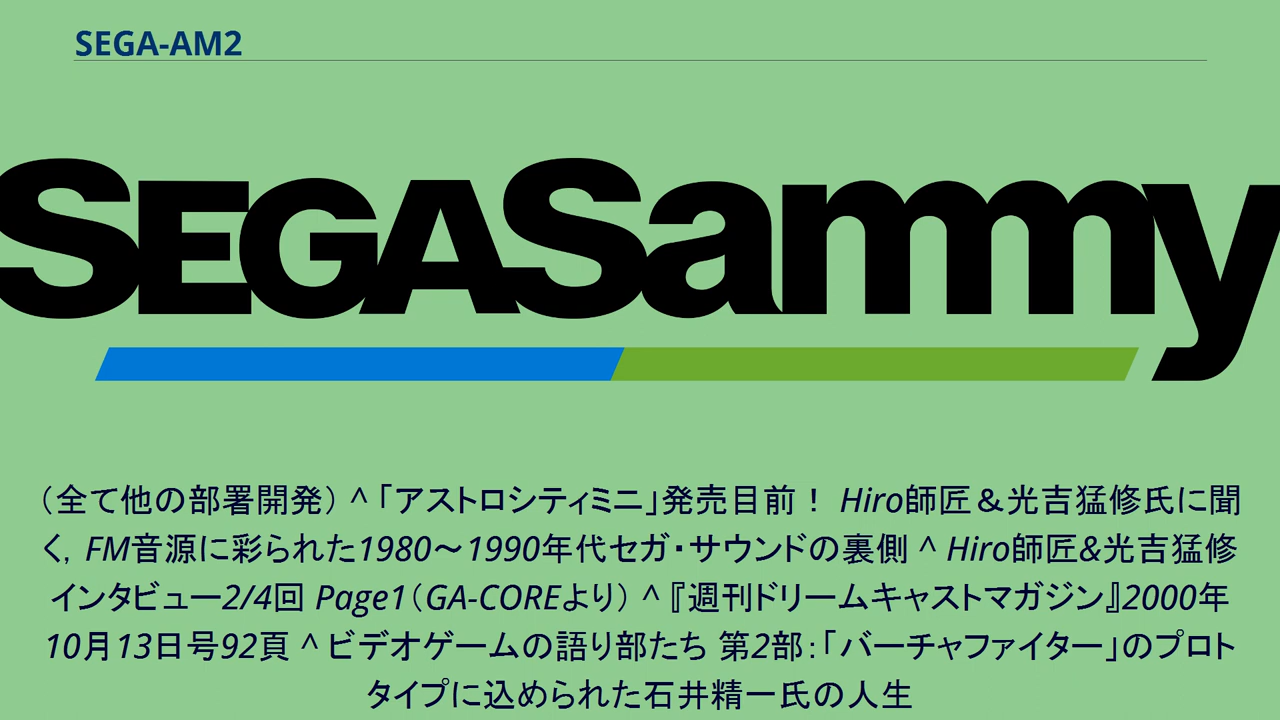 SEGA-AM2
SEGASammy
（全て他の部署開発） ^ 「アストロシティミニ」発売目前！ Hiro師匠＆光吉猛修氏に聞
く，FM音源に彩られた1980～1990年代セガ・サウンドの裏側 ^ Hiro師匠&光吉猛修
インタビュー2/4回 Page1（GA-COREより） ^ 『週刊ドリームキャストマガジン』2000年
10月13日号92頁 ^ ビデオゲームの語り部たち 第2部：「バーチャファイター」のプロト
タイプに込められた石井精一氏の人生